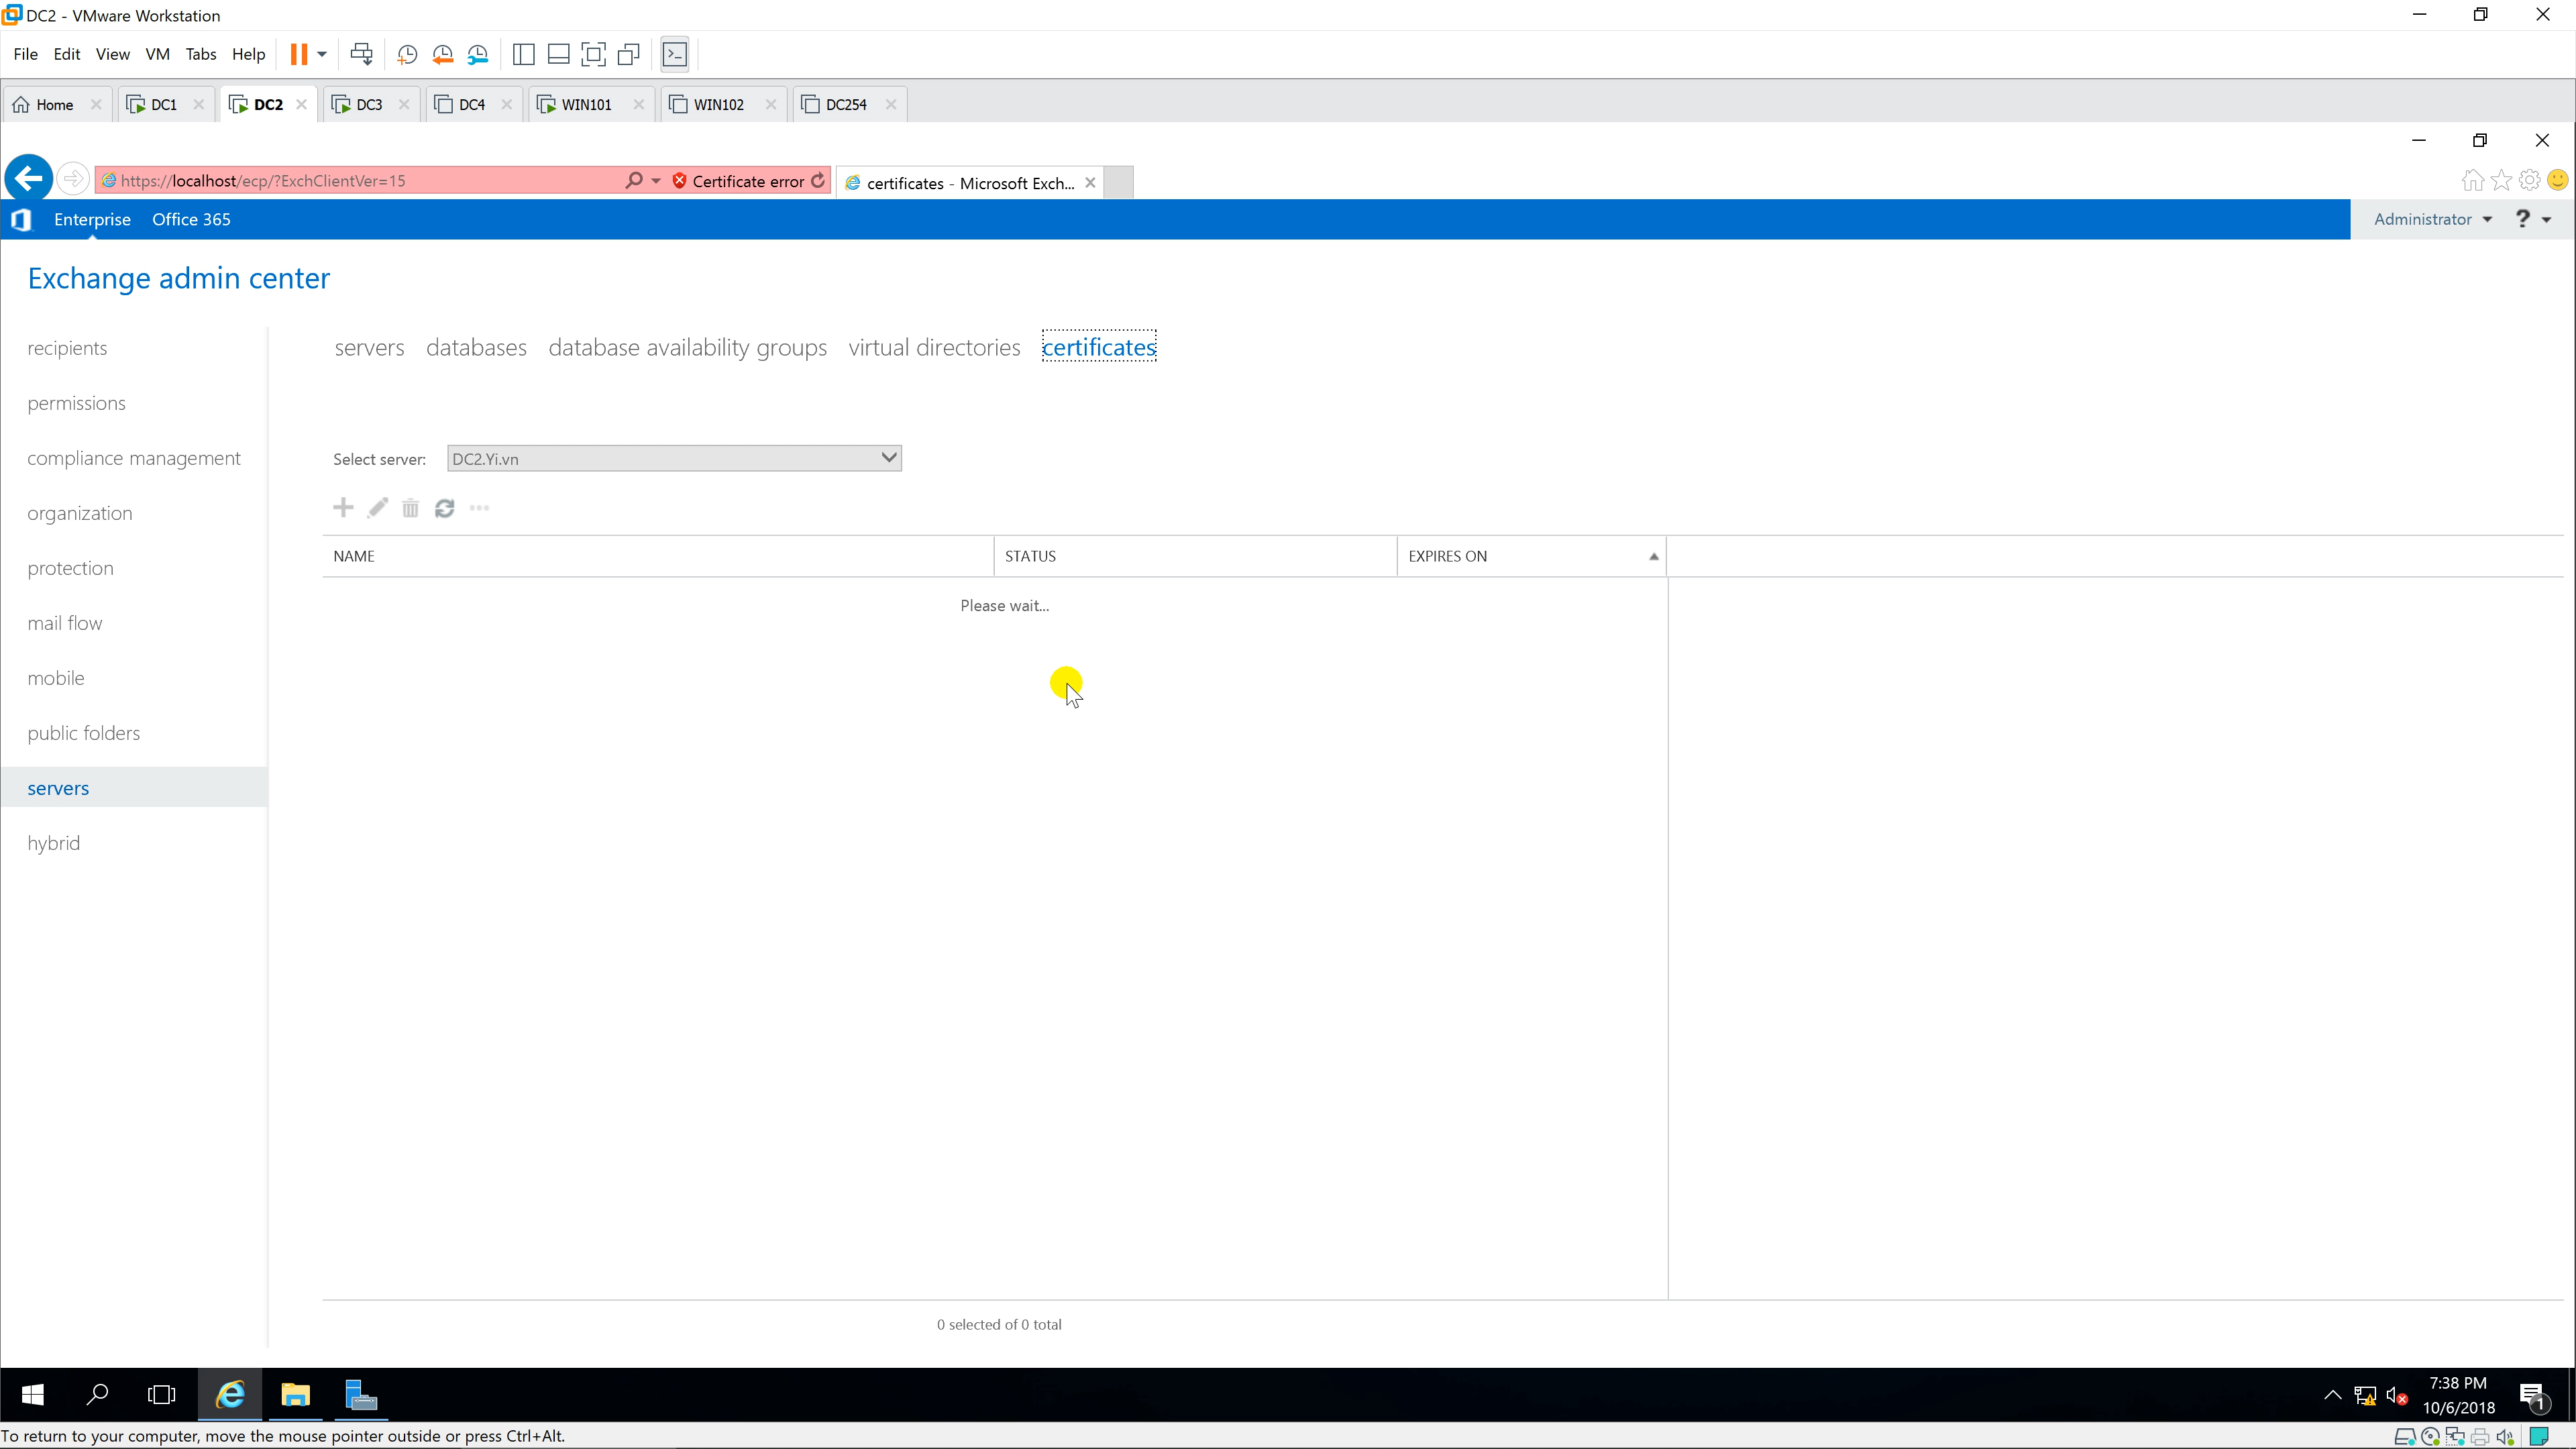 DC2 - VMware Workstation
File Edit View VM Tabs Help
Home DC1 DC2 DC3 DC4 WIN101 WIN102 DC254
https://localhost/ecp/?ExchClientVer=15 Certificate error certificates - Microsoft Exch...
Enterprise Office 365 Administrator ?
Exchange admin center
recipients
permissions
compliance management
organization
protection
mail flow
mobile
public folders
servers
hybrid
servers databases database availability groups virtual directories certificates
Select server: DC2.Yi.vn
NAME STATUS EXPIRES ON
Please wait...
0 selected of 0 total
7:38 PM
10/6/2018
1
To return to your computer, move the mouse pointer outside or press Ctrl+Alt.